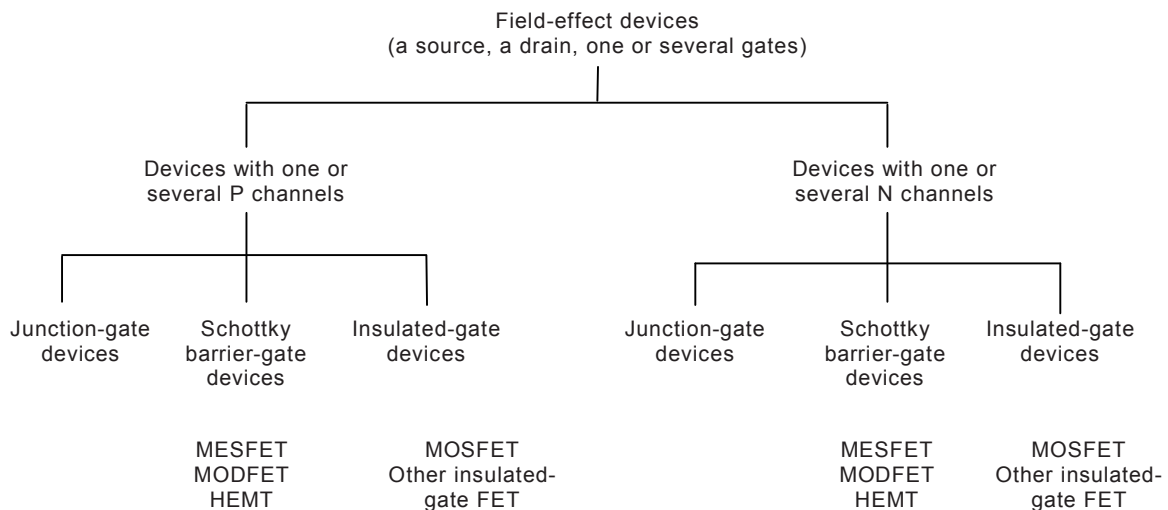 Field-effect devices
(a source, a drain, one or several gates)
Devices with one or
several P channels
Devices with one or
several N channels
Junction-gate
devices
Schottky
barrier-gate
devices
Insulated-gate
devices
Junction-gate
devices
Schottky
barrier-gate
devices
Insulated-gate
devices
MESFET
MODFET
HEMT
MOSFET
Other insulated-
gate FET
MESFET
MODFET
HEMT
MOSFET
Other insulated-
gate FET